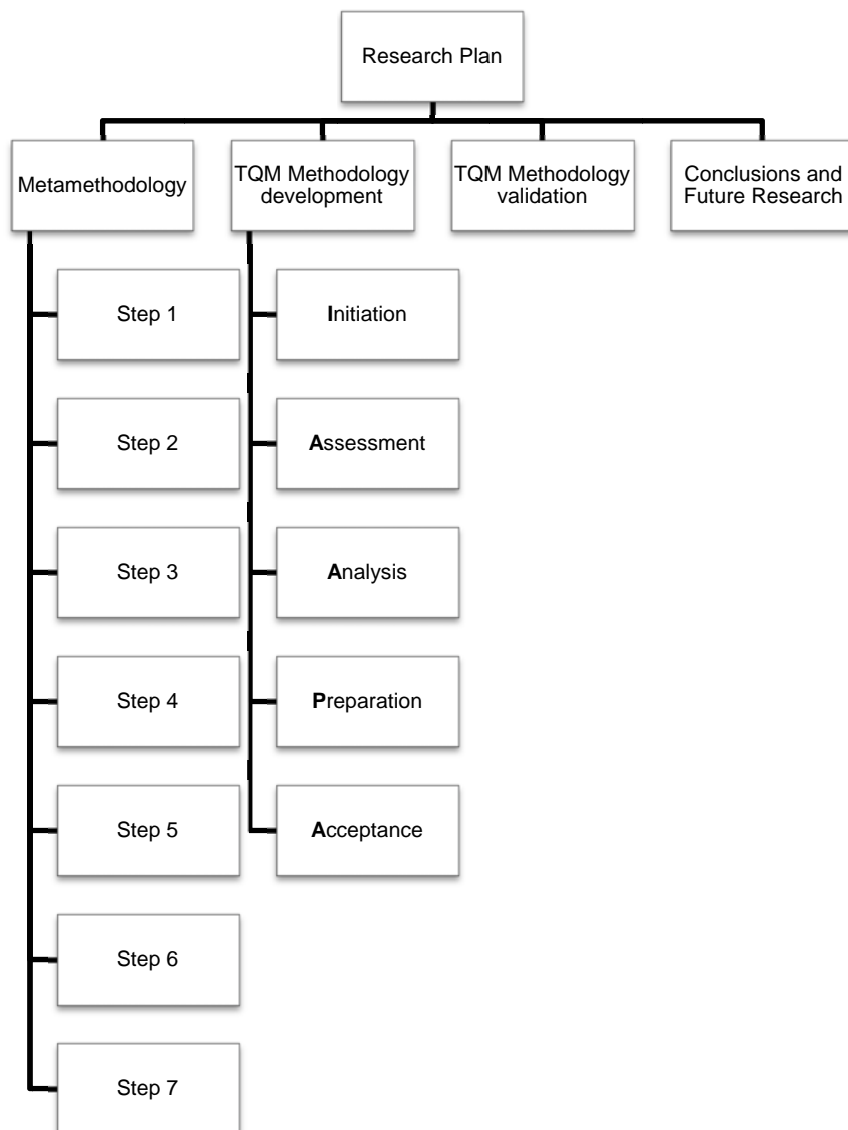 Research Plan
Metamethodology
TQM Methodology
development
TQM Methodology
validation
Conclusions and
Future Research
Step 1
Step 2
Step 3
Step 4
Step 5
Step 6
Step 7
Initiation
Assessment
Analysis
Preparation
Acceptance